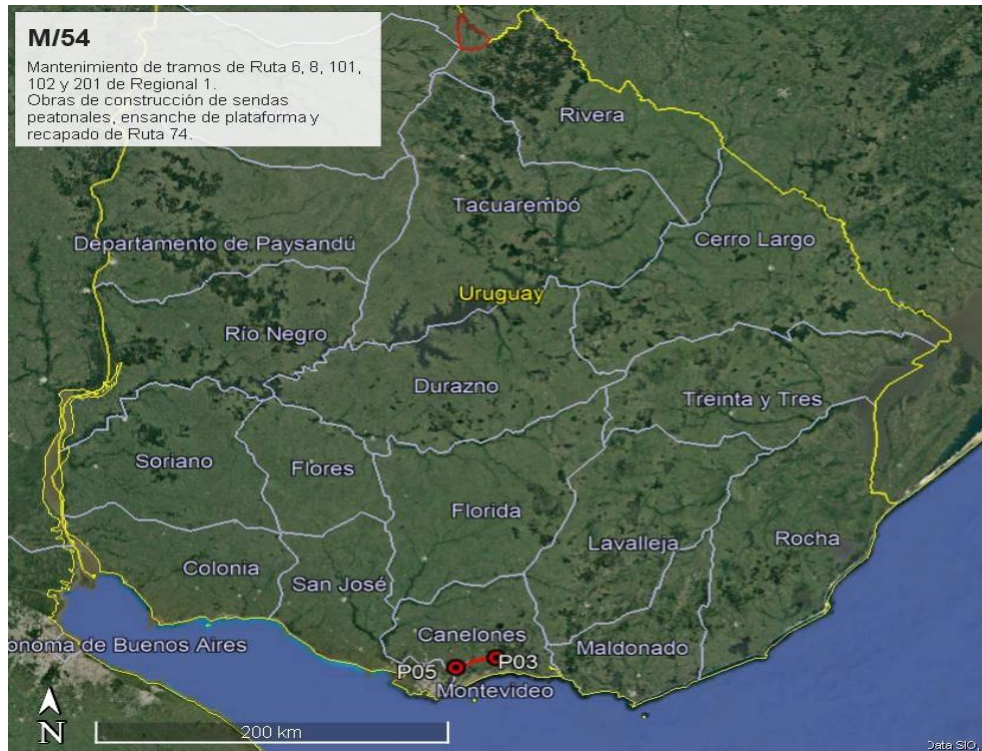 M/54
Mantenimiento de tramos de Ruta 6, 8, 101,
102 y 201 de Regional 1.
Obras de construcción de sendas
peatonales, ensanche de plataforma y
recapado de Ruta 74.
Rivera
Tacuarembó
Cerro Largo
Departamento de Paysandú
Uruguay
Río Negro
Durazno
Treinta y Tres
Soriano
Flores
Florida
Lavalleja
Rocha
Colonia
San José
Canelones
onoma de Buenos Aires
Maldonado
P05
P03
Montevideo
N
200 km
Data SIO,